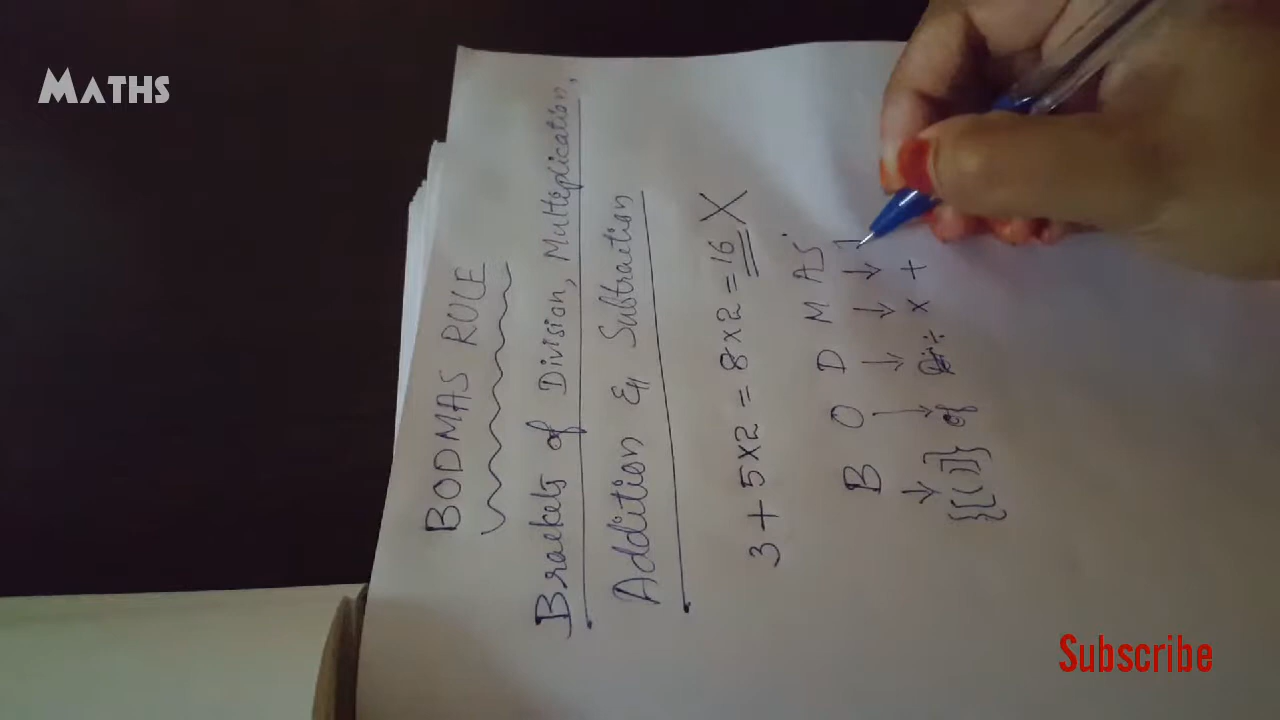 MATHS
BODMAS RULE
Brackets of Division, Multiplication,
Addition & Subtraction
3 + 5×2 = 8×2 = 16 X
B O D M A S
↓ ↓ ↓ ↓ ↓
{[()]} of ÷ × +
Subscribe